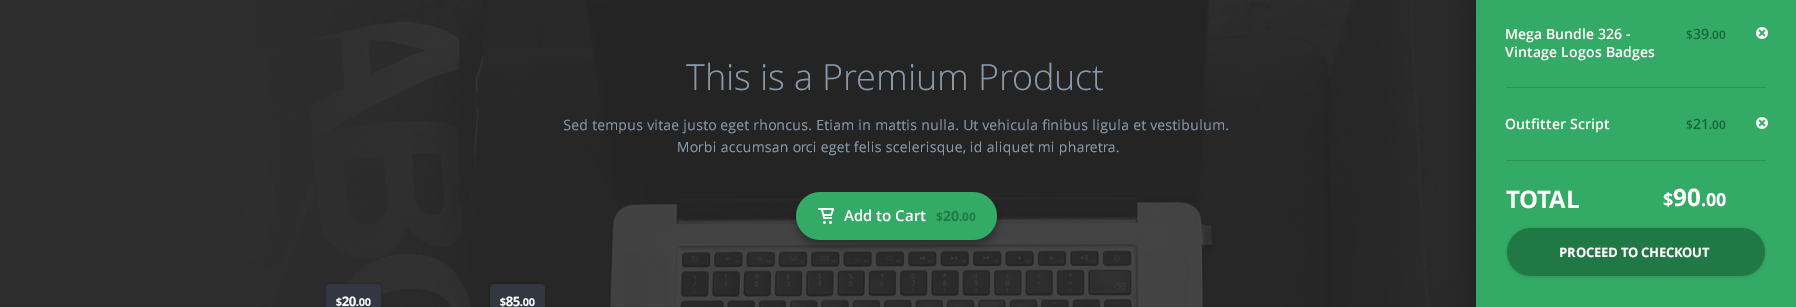 This is a Premium Product
Sed tempus vitae justo eget rhoncus. Etiam in mattis nulla. Ut vehicula finibus ligula et vestibulum.
Morbi accumsan orci eget felis scelerisque, id aliquet mi pharetra.
Add to Cart $20.00
$20.00
$85.00
Mega Bundle 326 - $39.00
Vintage Logos Badges
Outfitter Script $21.00
TOTAL $90.00
PROCEED TO CHECKOUT